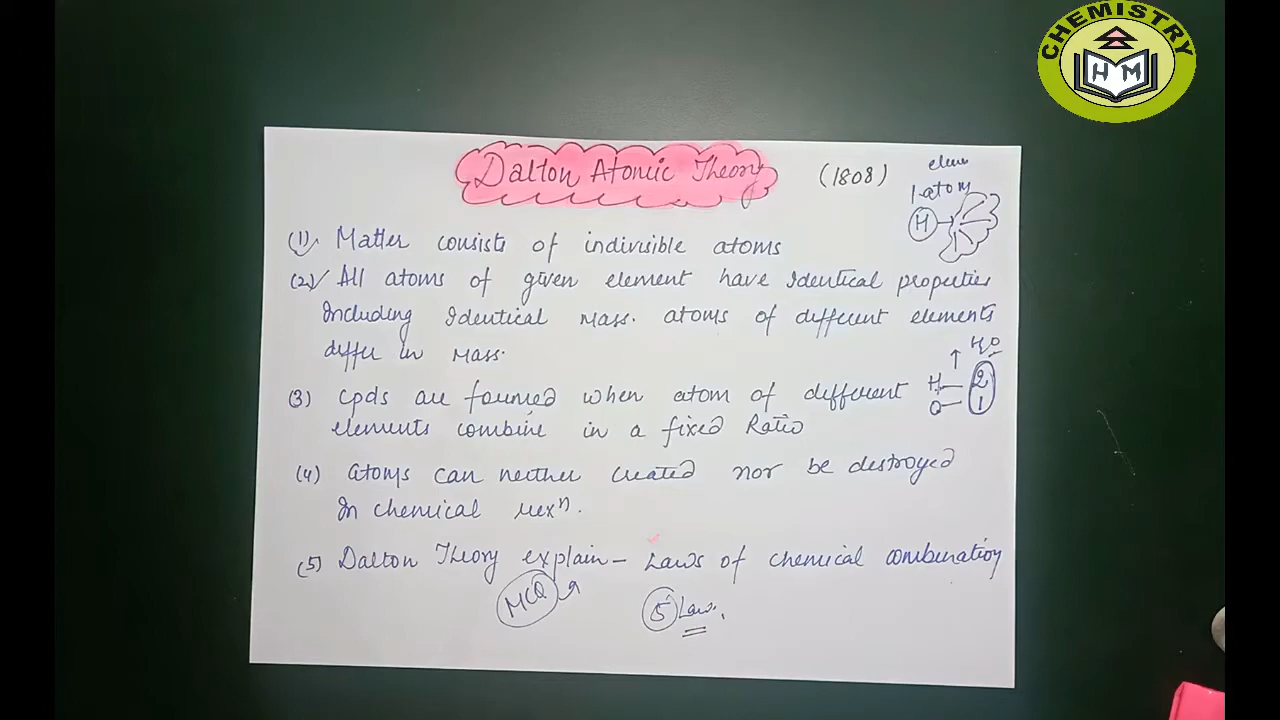 CHEMISTRY
H M
Dalton Atomic Theory (1808)
elem
1 atom
H
(1) Matter consists of indivisible atoms
(2) All atoms of given element have Identical properties
Including Identical Mass. atoms of different elements
differ in Mass.
H2O
H 2
O 1
(3) Cpds are formed when atom of different
elements combine in a fixed Ratio
(4) atoms can neither created nor be destroyed
In chemical rexn.
(5) Dalton Theory explain – Laws of chemical combination
MCQ 5 Law.